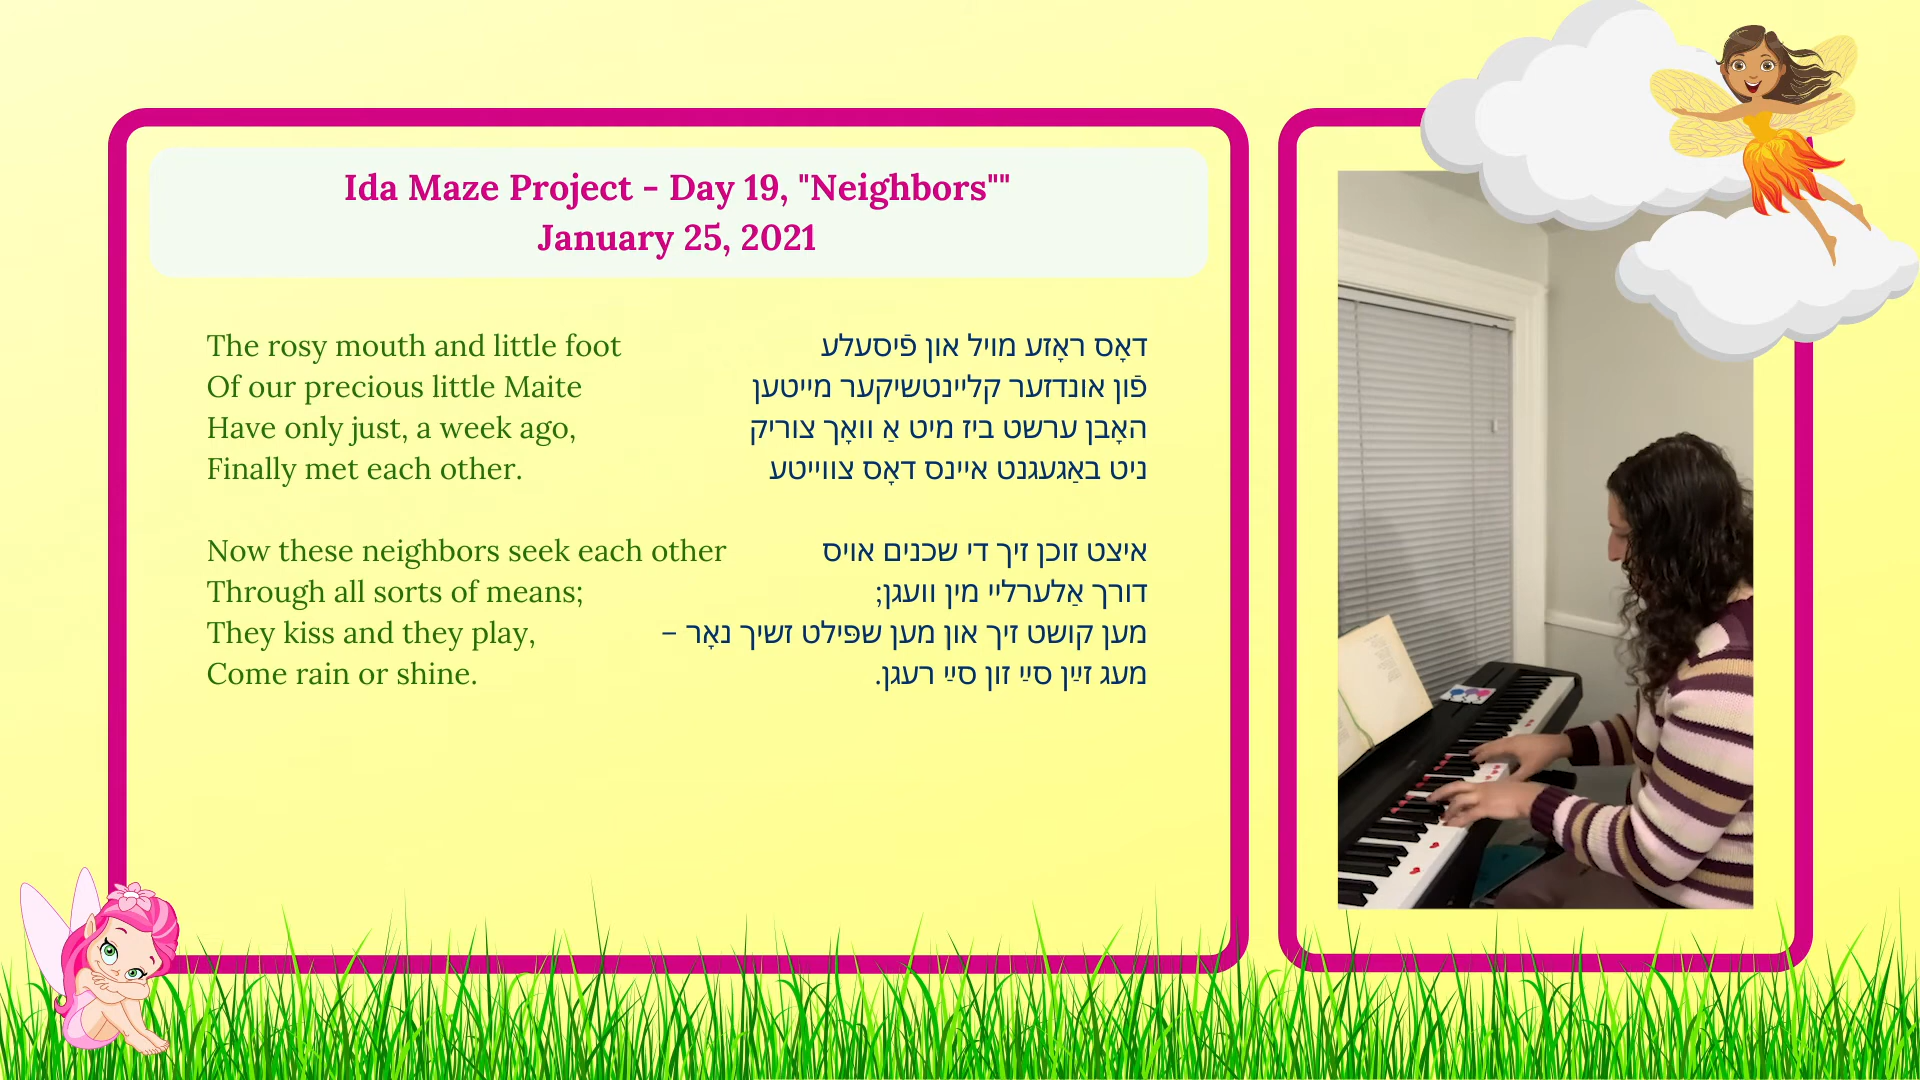 Ida Maze Project - Day 19, "Neighbors""
January 25, 2021
The rosy mouth and little foot
Of our precious little Maite
Have only just, a week ago,
Finally met each other.
Now these neighbors seek each other
Through all sorts of means;
They kiss and they play,
Come rain or shine.
דאָס ראָזע מויל און פֿיסעלע
פֿון אונדזער קליינטשיקער מייטען
האָבן ערשט ביז מיט אַ וואָך צוריק
ניט באַגעגנט איינס דאָס צווייטע
איצט זוכן זיך די שכנים אויס
דורך אַלערליי מין וועגן;
מען קושט זיך און מען שפּילט זשיך נאָר –
מעג זײַן סײַ זון סײַ רעגן.